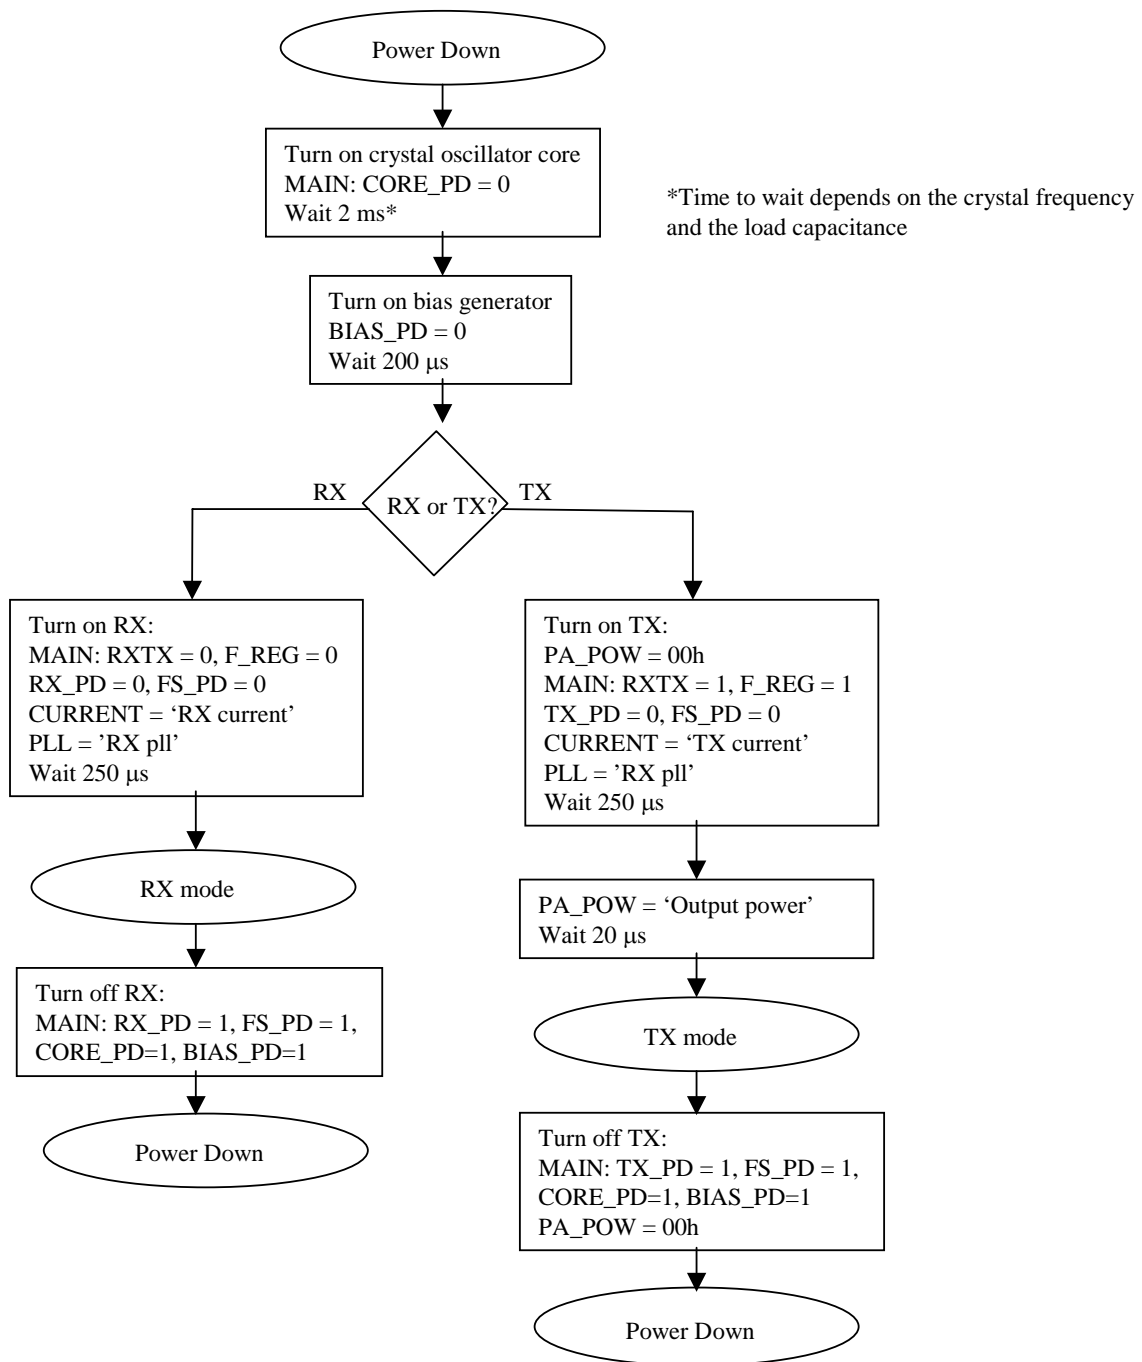 Power Down
Turn on crystal oscillator core
MAIN: CORE_PD = 0
Wait 2 ms*
*Time to wait depends on the crystal frequency
and the load capacitance
Turn on bias generator
BIAS_PD = 0
Wait 200 μs
RX
RX or TX?
TX
Turn on RX:
MAIN: RXTX = 0, F_REG = 0
RX_PD = 0, FS_PD = 0
CURRENT = ‘RX current’
PLL = ’RX pll’
Wait 250 μs
RX mode
Turn off RX:
MAIN: RX_PD = 1, FS_PD = 1,
CORE_PD=1, BIAS_PD=1
Power Down
Turn on TX:
PA_POW = 00h
MAIN: RXTX = 1, F_REG = 1
TX_PD = 0, FS_PD = 0
CURRENT = ‘TX current’
PLL = ’RX pll’
Wait 250 μs
PA_POW = ‘Output power’
Wait 20 μs
TX mode
Turn off TX:
MAIN: TX_PD = 1, FS_PD = 1,
CORE_PD=1, BIAS_PD=1
PA_POW = 00h
Power Down